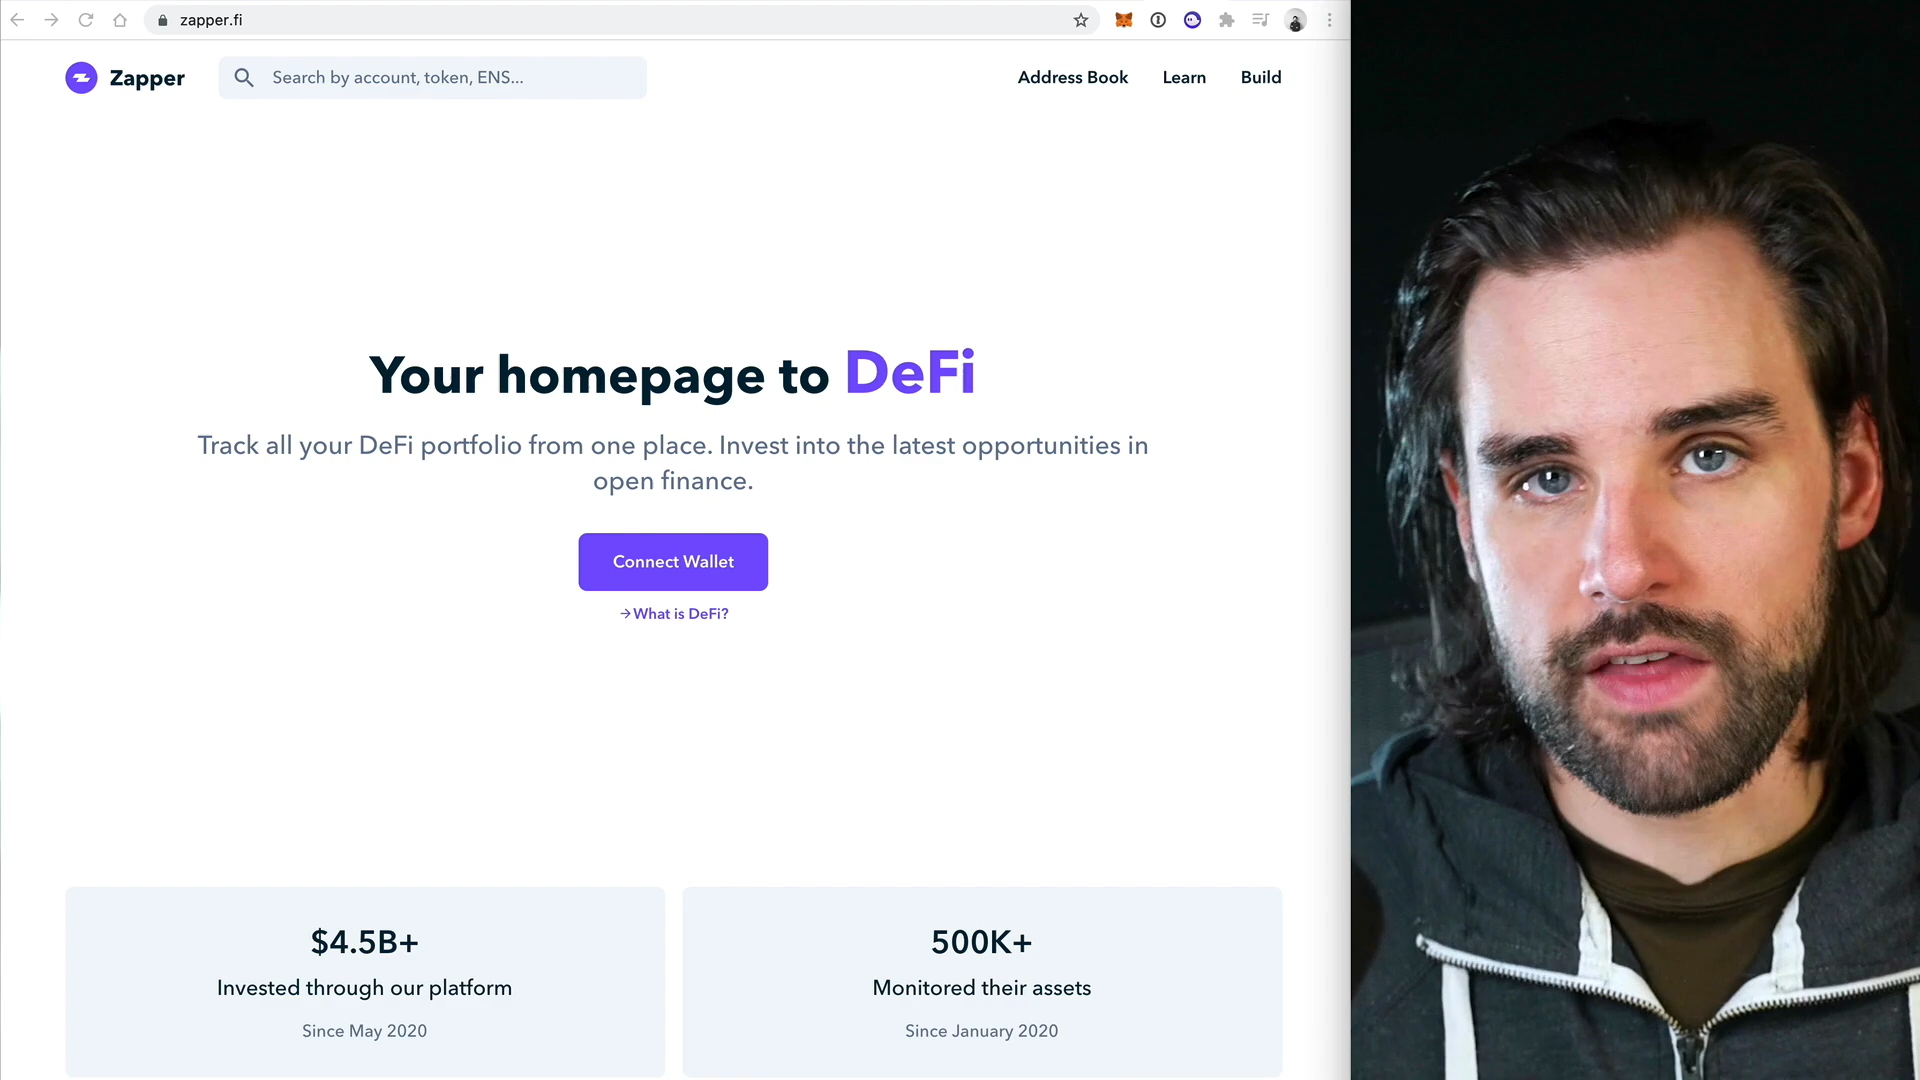 zapper.fi
Zapper
Search by account, token, ENS...
Address Book
Learn
Build
Your homepage to DeFi
Track all your DeFi portfolio from one place. Invest into the latest opportunities in
open finance.
Connect Wallet
→What is DeFi?
$4.5B+
Invested through our platform
Since May 2020
500K+
Monitored their assets
Since January 2020